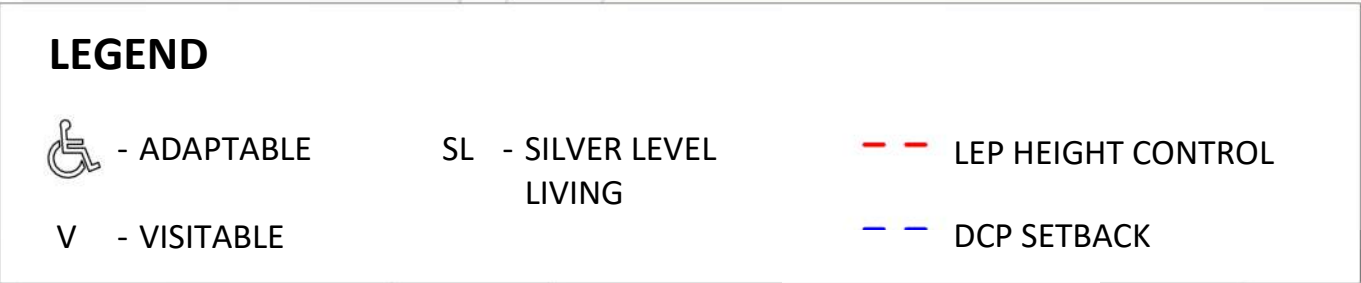 LEGEND
- ADAPTABLE
SL - SILVER LEVEL
LIVING
LEP HEIGHT CONTROL
V - VISITABLE
DCP SETBACK